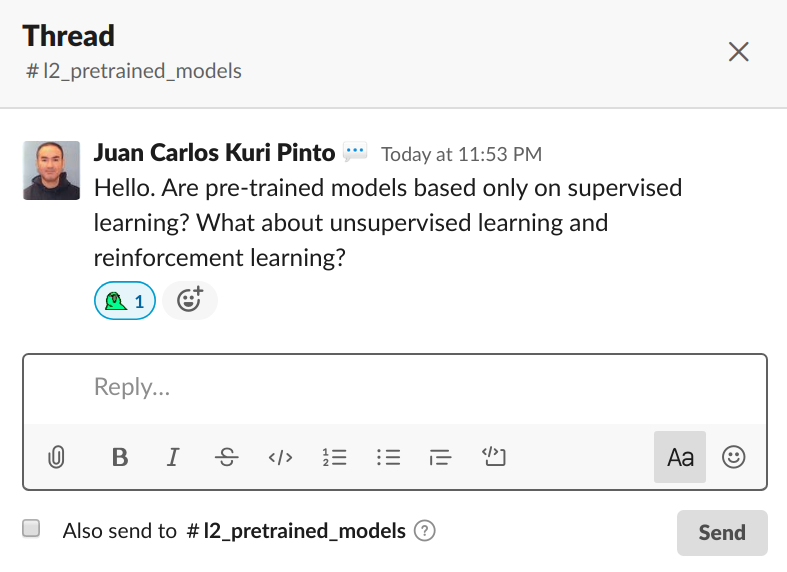 Thread
# l2_pretrained_models
Juan Carlos Kuri Pinto Today at 11:53 PM
Hello. Are pre-trained models based only on supervised
learning? What about unsupervised learning and
reinforcement learning?
1
Reply...
B I S </> Aa
Also send to # l2_pretrained_models ?
Send